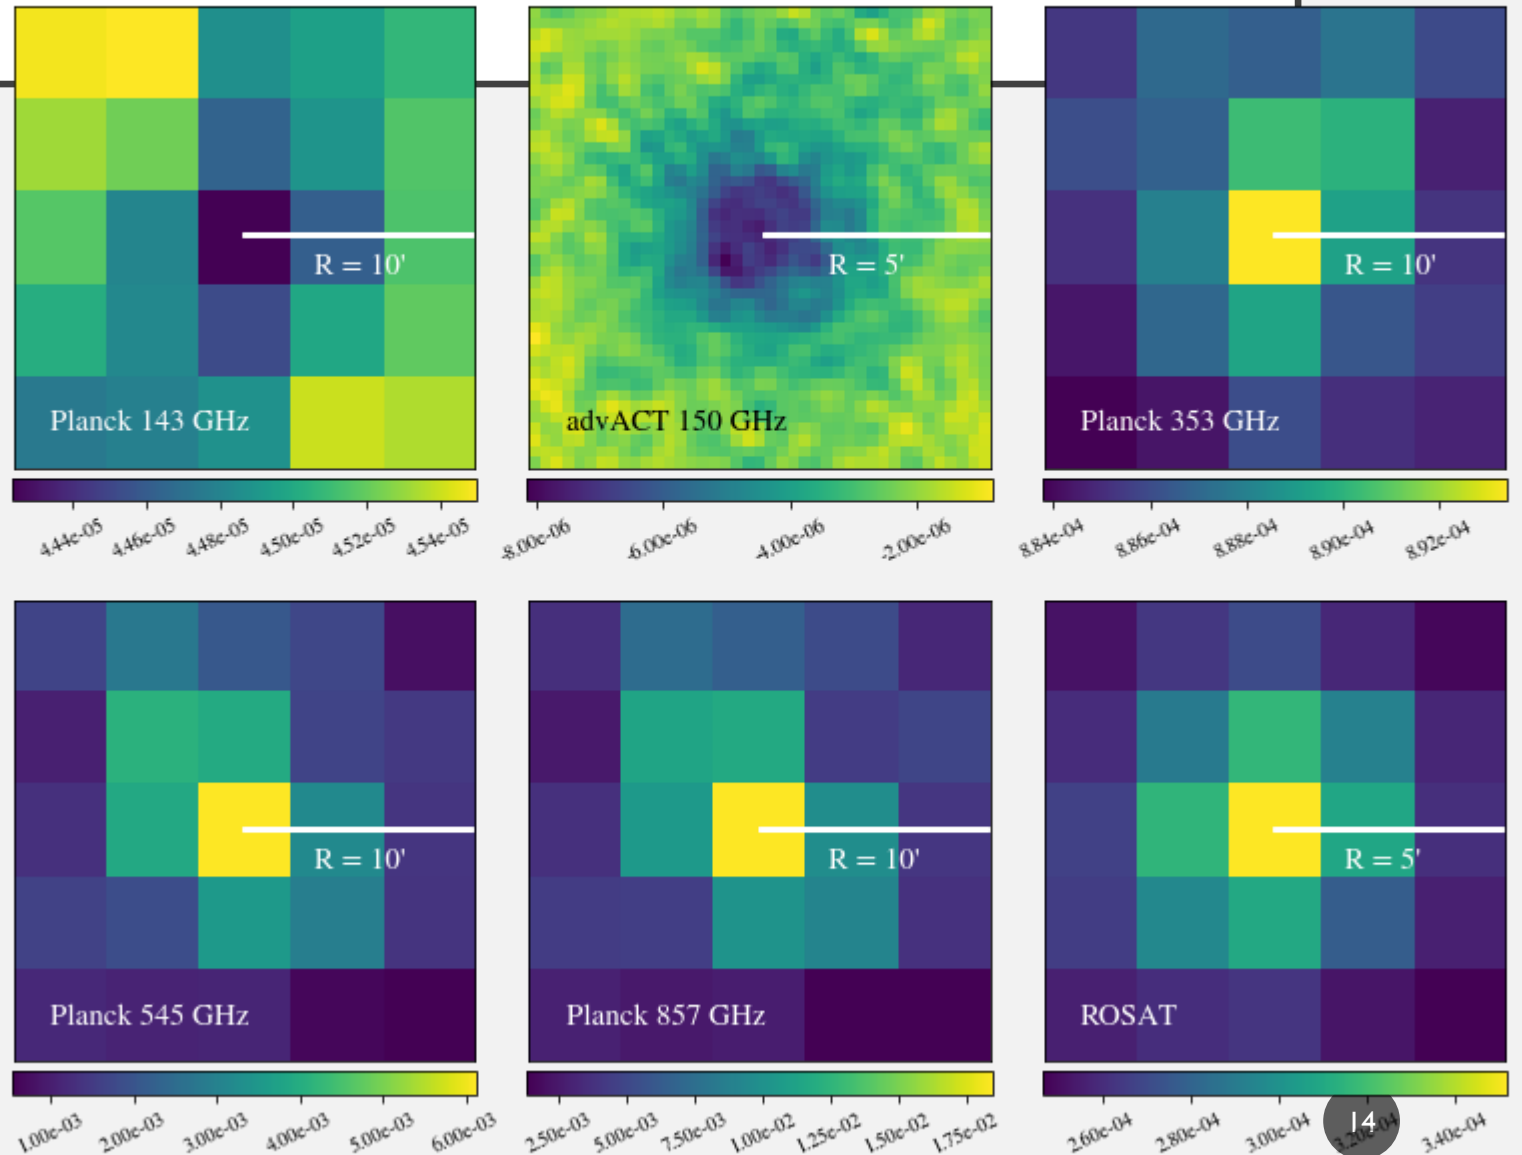 R = 10'
Planck 143 GHz
4.44e-05 4.46e-05 4.48e-05 4.50e-05 4.52e-05 4.54e-05
R = 5'
advACT 150 GHz
-8.00e-06 -6.00e-06 -4.00e-06 -2.00e-06
R = 10'
Planck 353 GHz
8.84e-04 8.86e-04 8.88e-04 8.90e-04 8.92e-04
R = 10'
Planck 545 GHz
1.00e-03 2.00e-03 3.00e-03 4.00e-03 5.00e-03 6.00e-03
R = 10'
Planck 857 GHz
2.50e-03 5.00e-03 7.50e-03 1.00e-02 1.25e-02 1.50e-02 1.75e-02
R = 5'
ROSAT
2.60e-04 2.80e-04 3.00e-04 3.20e-04 3.40e-04
14